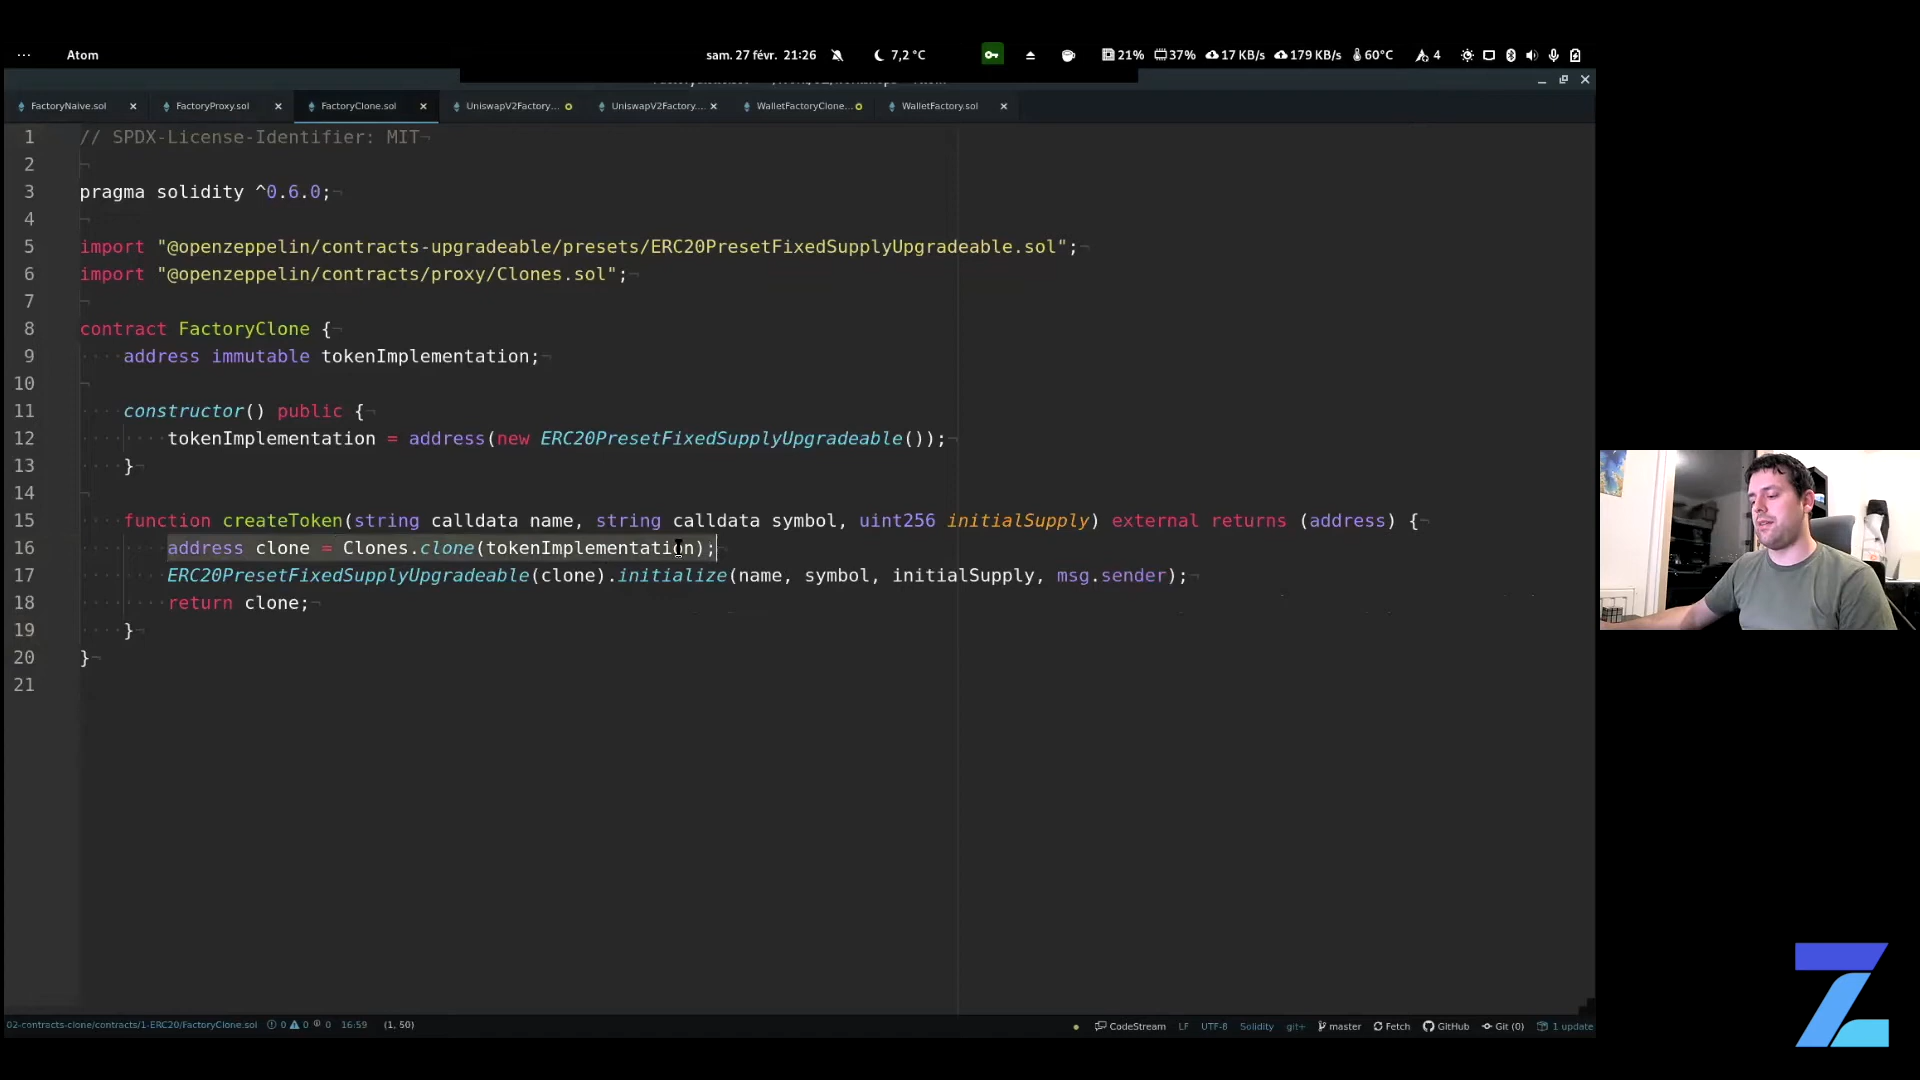 ... Atom sam. 27 févr. 21:26 7,2 °C 21% 37% 17 KB/s 179 KB/s 60°C 4
FactoryNaive.sol FactoryProxy.sol FactoryClone.sol UniswapV2Factory... UniswapV2Factory.... WalletFactoryClone... WalletFactory.sol
1 // SPDX-License-Identifier: MIT
2
3 pragma solidity ^0.6.0;
4
5 import "@openzeppelin/contracts-upgradeable/presets/ERC20PresetFixedSupplyUpgradeable.sol";
6 import "@openzeppelin/contracts/proxy/Clones.sol";
7
8 contract FactoryClone {
9 address immutable tokenImplementation;
10
11 constructor() public {
12 tokenImplementation = address(new ERC20PresetFixedSupplyUpgradeable());
13 }
14
15 function createToken(string calldata name, string calldata symbol, uint256 initialSupply) external returns (address) {
16 address clone = Clones.clone(tokenImplementation);
17 ERC20PresetFixedSupplyUpgradeable(clone).initialize(name, symbol, initialSupply, msg.sender);
18 return clone;
19 }
20 }
21
02-contracts-clone/contracts/1-ERC20/FactoryClone.sol 0 0 0 16:59 (1, 50) CodeStream LF UTF-8 Solidity git+ master Fetch GitHub Git (0) 1 update